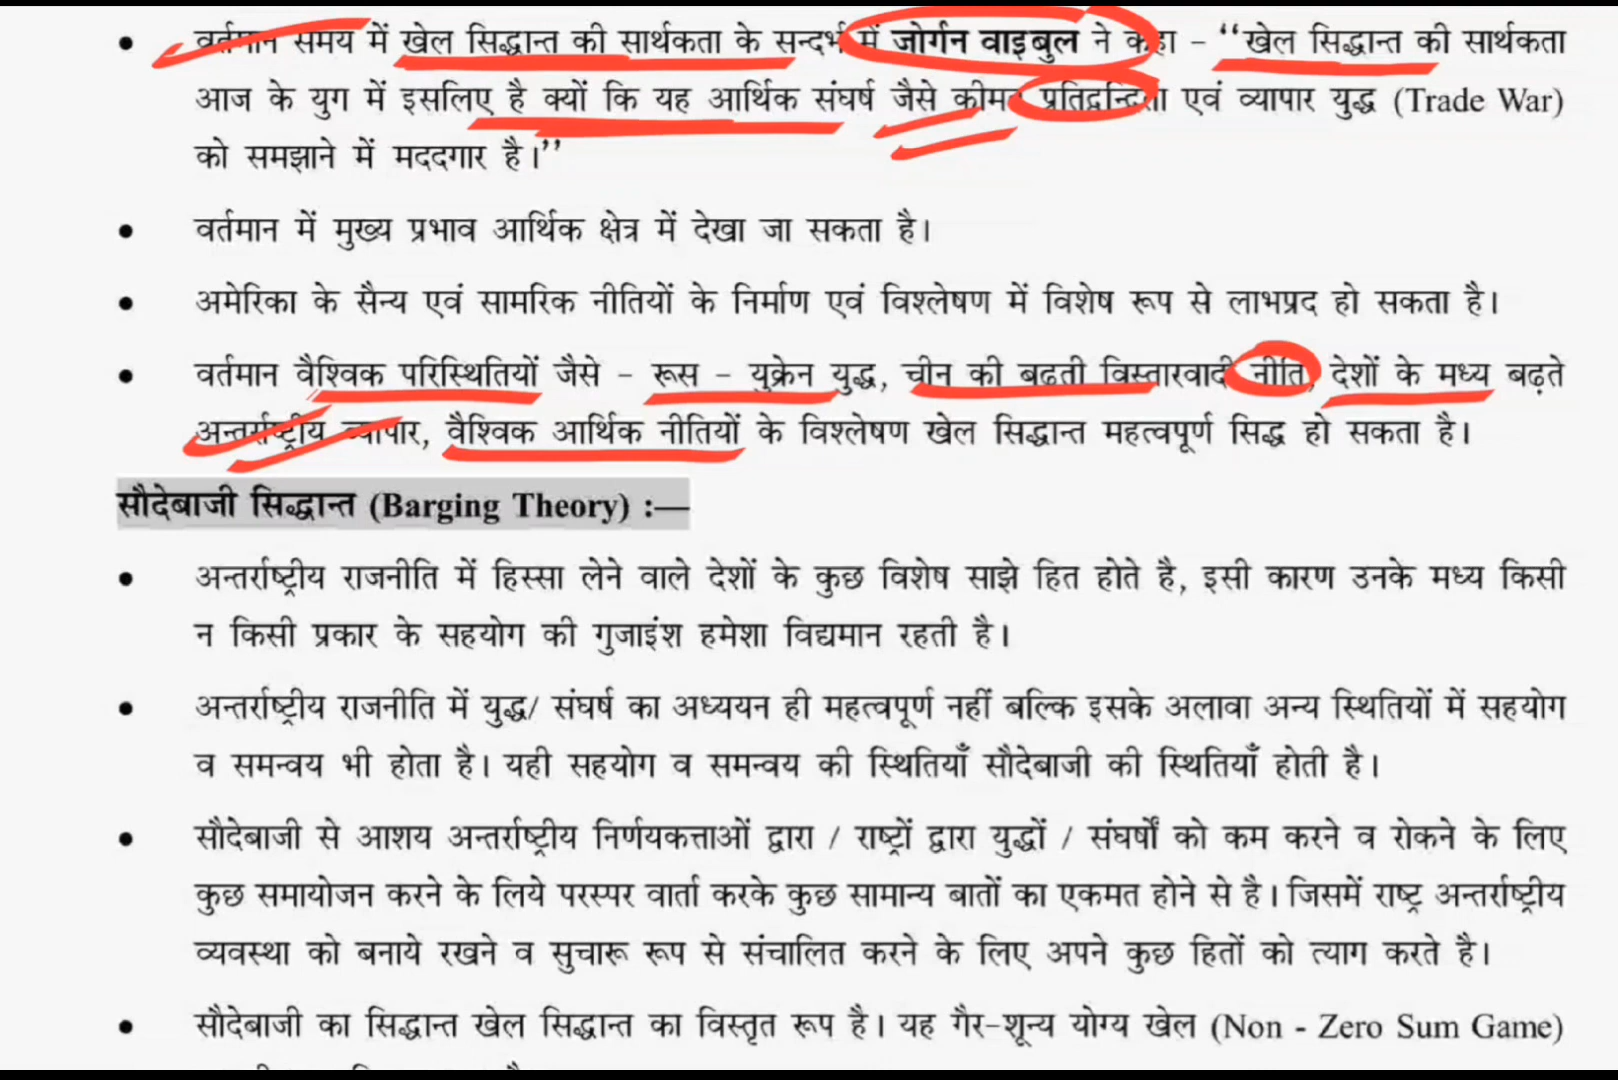 • वर्तमान समय में खेल सिद्धान्त की सार्थकता के सन्दर्भ में जोर्गन वाइबुल ने कहा – “खेल सिद्धान्त की सार्थकता
आज के युग में इसलिए है क्यों कि यह आर्थिक संघर्ष जैसे कीमत प्रतिद्वन्दिता एवं व्यापार युद्ध (Trade War)
को समझाने में मददगार है।”
• वर्तमान में मुख्य प्रभाव आर्थिक क्षेत्र में देखा जा सकता है।
• अमेरिका के सैन्य एवं सामरिक नीतियों के निर्माण एवं विश्लेषण में विशेष रूप से लाभप्रद हो सकता है।
• वर्तमान वैश्विक परिस्थितियों जैसे – रूस – युक्रेन युद्ध, चीन की बढती विस्तारवादी नीति, देशों के मध्य बढ़ते
अन्तर्राष्ट्रीय व्यापार, वैश्विक आर्थिक नीतियों के विश्लेषण खेल सिद्धान्त महत्वपूर्ण सिद्ध हो सकता है।
सौदेबाजी सिद्धान्त (Barging Theory) :—
• अन्तर्राष्ट्रीय राजनीति में हिस्सा लेने वाले देशों के कुछ विशेष साझे हित होते है, इसी कारण उनके मध्य किसी
न किसी प्रकार के सहयोग की गुजाइंश हमेशा विद्यमान रहती है।
• अन्तर्राष्ट्रीय राजनीति में युद्ध/ संघर्ष का अध्ययन ही महत्वपूर्ण नहीं बल्कि इसके अलावा अन्य स्थितियों में सहयोग
व समन्वय भी होता है। यही सहयोग व समन्वय की स्थितियाँ सौदेबाजी की स्थितियाँ होती है।
• सौदेबाजी से आशय अन्तर्राष्ट्रीय निर्णयकत्ताओं द्वारा / राष्ट्रों द्वारा युद्धों / संघर्षों को कम करने व रोकने के लिए
कुछ समायोजन करने के लिये परस्पर वार्ता करके कुछ सामान्य बातों का एकमत होने से है। जिसमें राष्ट्र अन्तर्राष्ट्रीय
व्यवस्था को बनाये रखने व सुचारू रूप से संचालित करने के लिए अपने कुछ हितों को त्याग करते है।
• सौदेबाजी का सिद्धान्त खेल सिद्धान्त का विस्तृत रूप है। यह गैर–शून्य योग्य खेल (Non - Zero Sum Game)